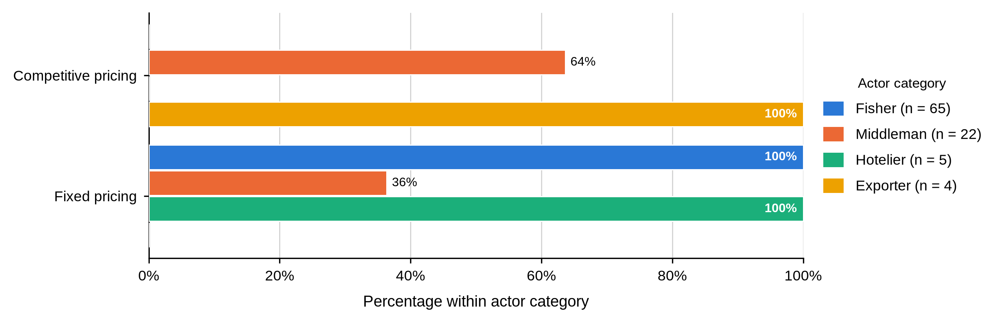 Competitive pricing
64%
100%
Fixed pricing
100%
36%
100%
0% 20% 40% 60% 80% 100%
Percentage within actor category
Actor category
Fisher (n = 65)
Middleman (n = 22)
Hotelier (n = 5)
Exporter (n = 4)